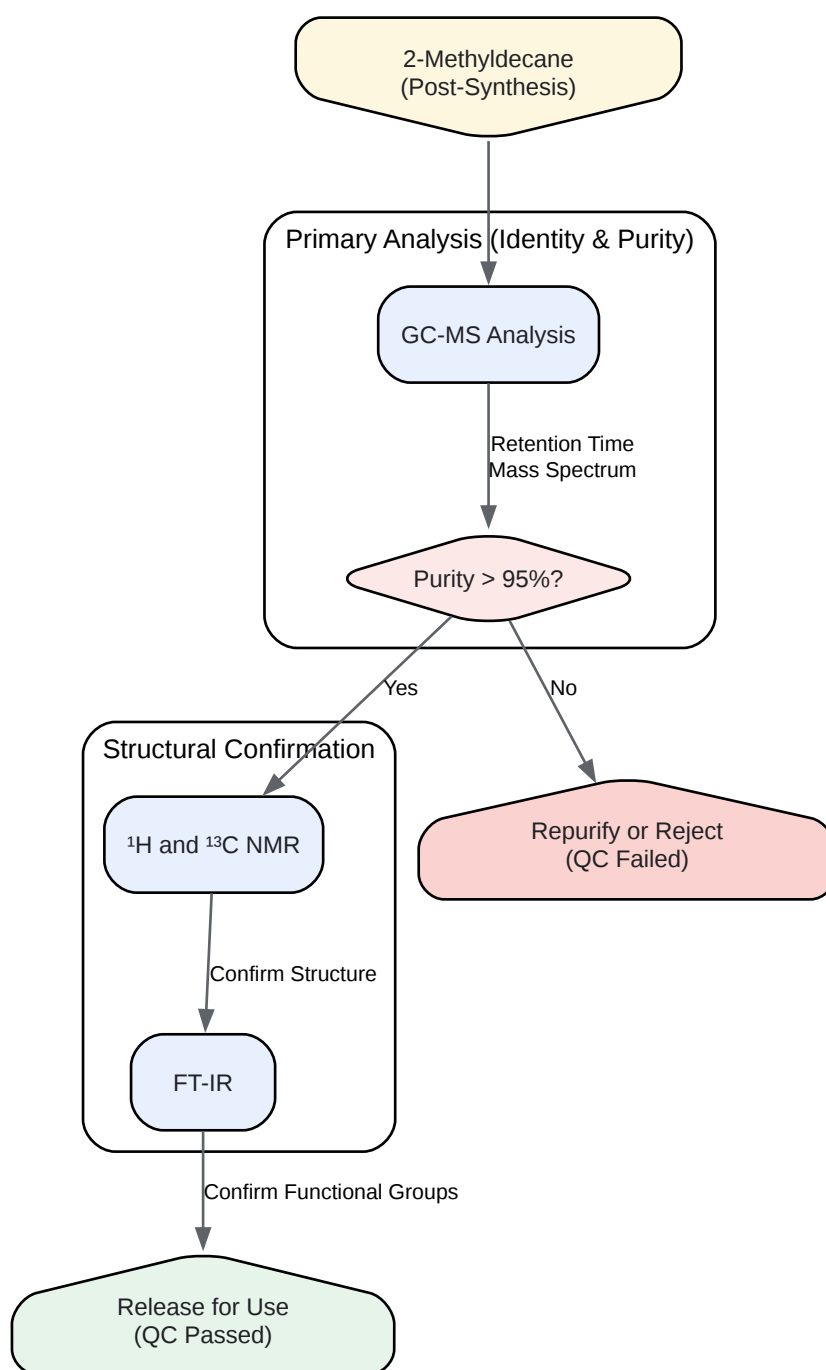 2-Methyldecane
(Post-Synthesis)
Primary Analysis (Identity & Purity)
GC-MS Analysis
Retention Time
Mass Spectrum
Purity > 95%?
Yes
No
Structural Confirmation
¹H and ¹³C NMR
Repurify or Reject
(QC Failed)
Confirm Structure
FT-IR
Confirm Functional Groups
Release for Use
(QC Passed)